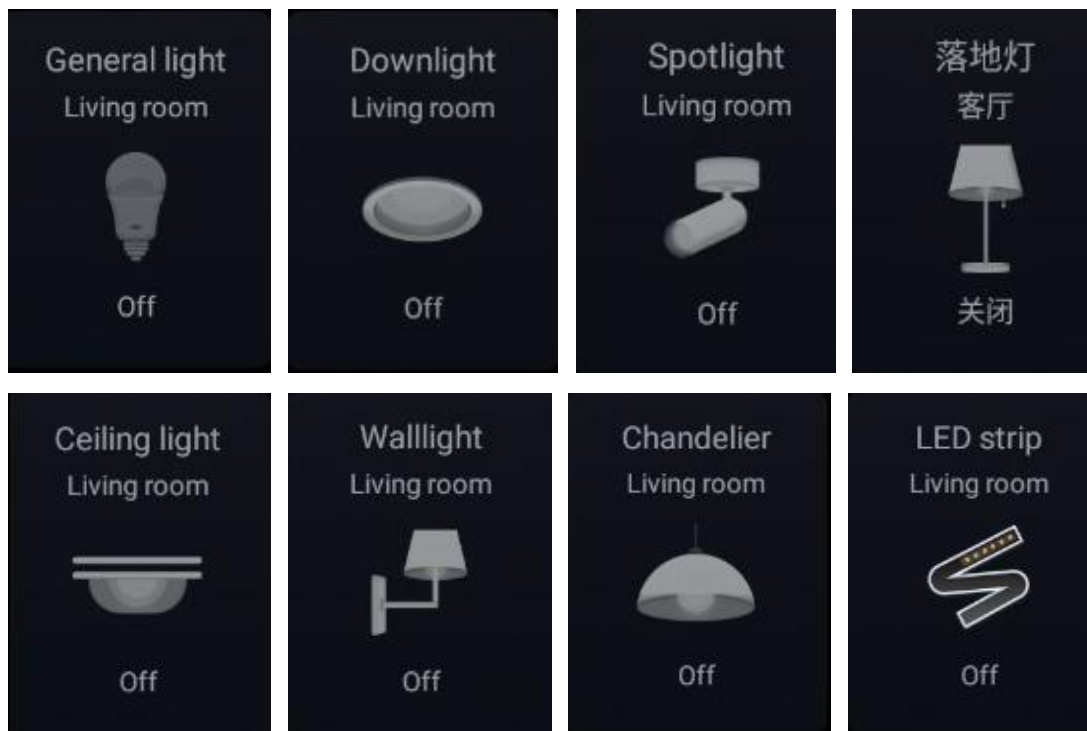 General light
Living room
Off
Downlight
Living room
Off
Spotlight
Living room
Off
落地灯
客厅
关闭
Ceiling light
Living room
Off
Walllight
Living room
Off
Chandelier
Living room
Off
LED strip
Living room
Off